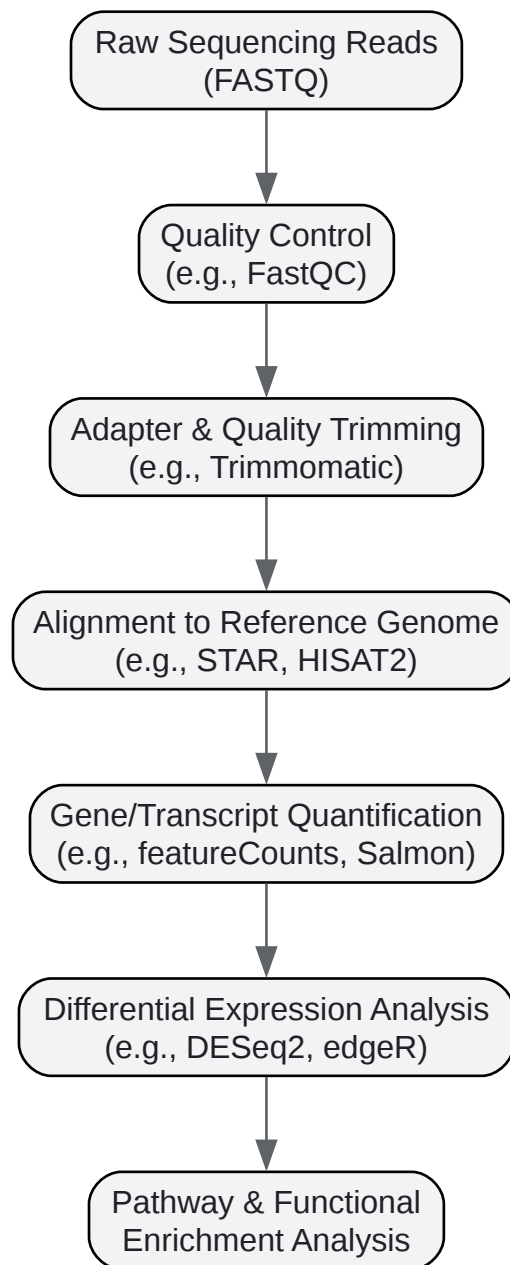 Raw Sequencing Reads
(FASTQ)
Quality Control
(e.g., FastQC)
Adapter & Quality Trimming
(e.g., Trimmomatic)
Alignment to Reference Genome
(e.g., STAR, HISAT2)
Gene/Transcript Quantification
(e.g., featureCounts, Salmon)
Differential Expression Analysis
(e.g., DESeq2, edgeR)
Pathway & Functional
Enrichment Analysis